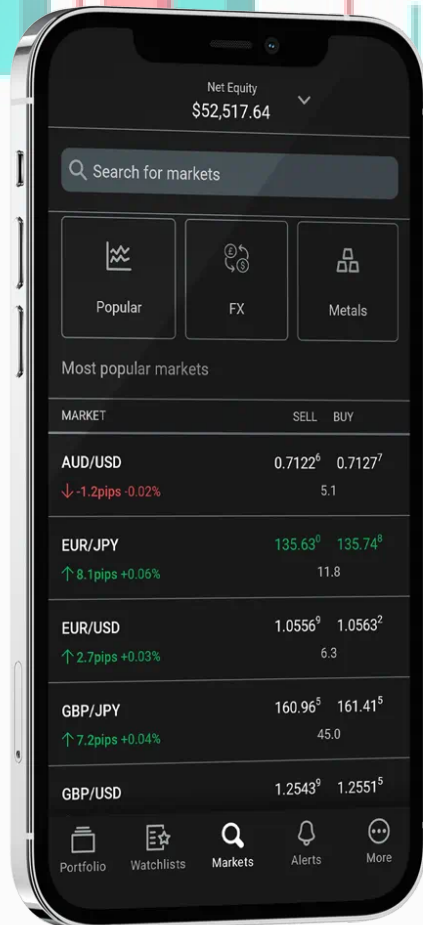 Net Equity
$52,517.64
Search for markets
Popular FX Metals
Most popular markets
MARKET SELL BUY
AUD/USD 0.7122⁶ 0.7127⁷
↓ -1.2pips -0.02% 5.1
EUR/JPY 135.63⁰ 135.74⁸
↑ 8.1pips +0.06% 11.8
EUR/USD 1.0556⁹ 1.0563²
↑ 2.7pips +0.03% 6.3
GBP/JPY 160.96⁵ 161.41⁵
↑ 7.2pips +0.04% 45.0
GBP/USD 1.2543⁹ 1.2551⁵
Portfolio Watchlists Markets Alerts More